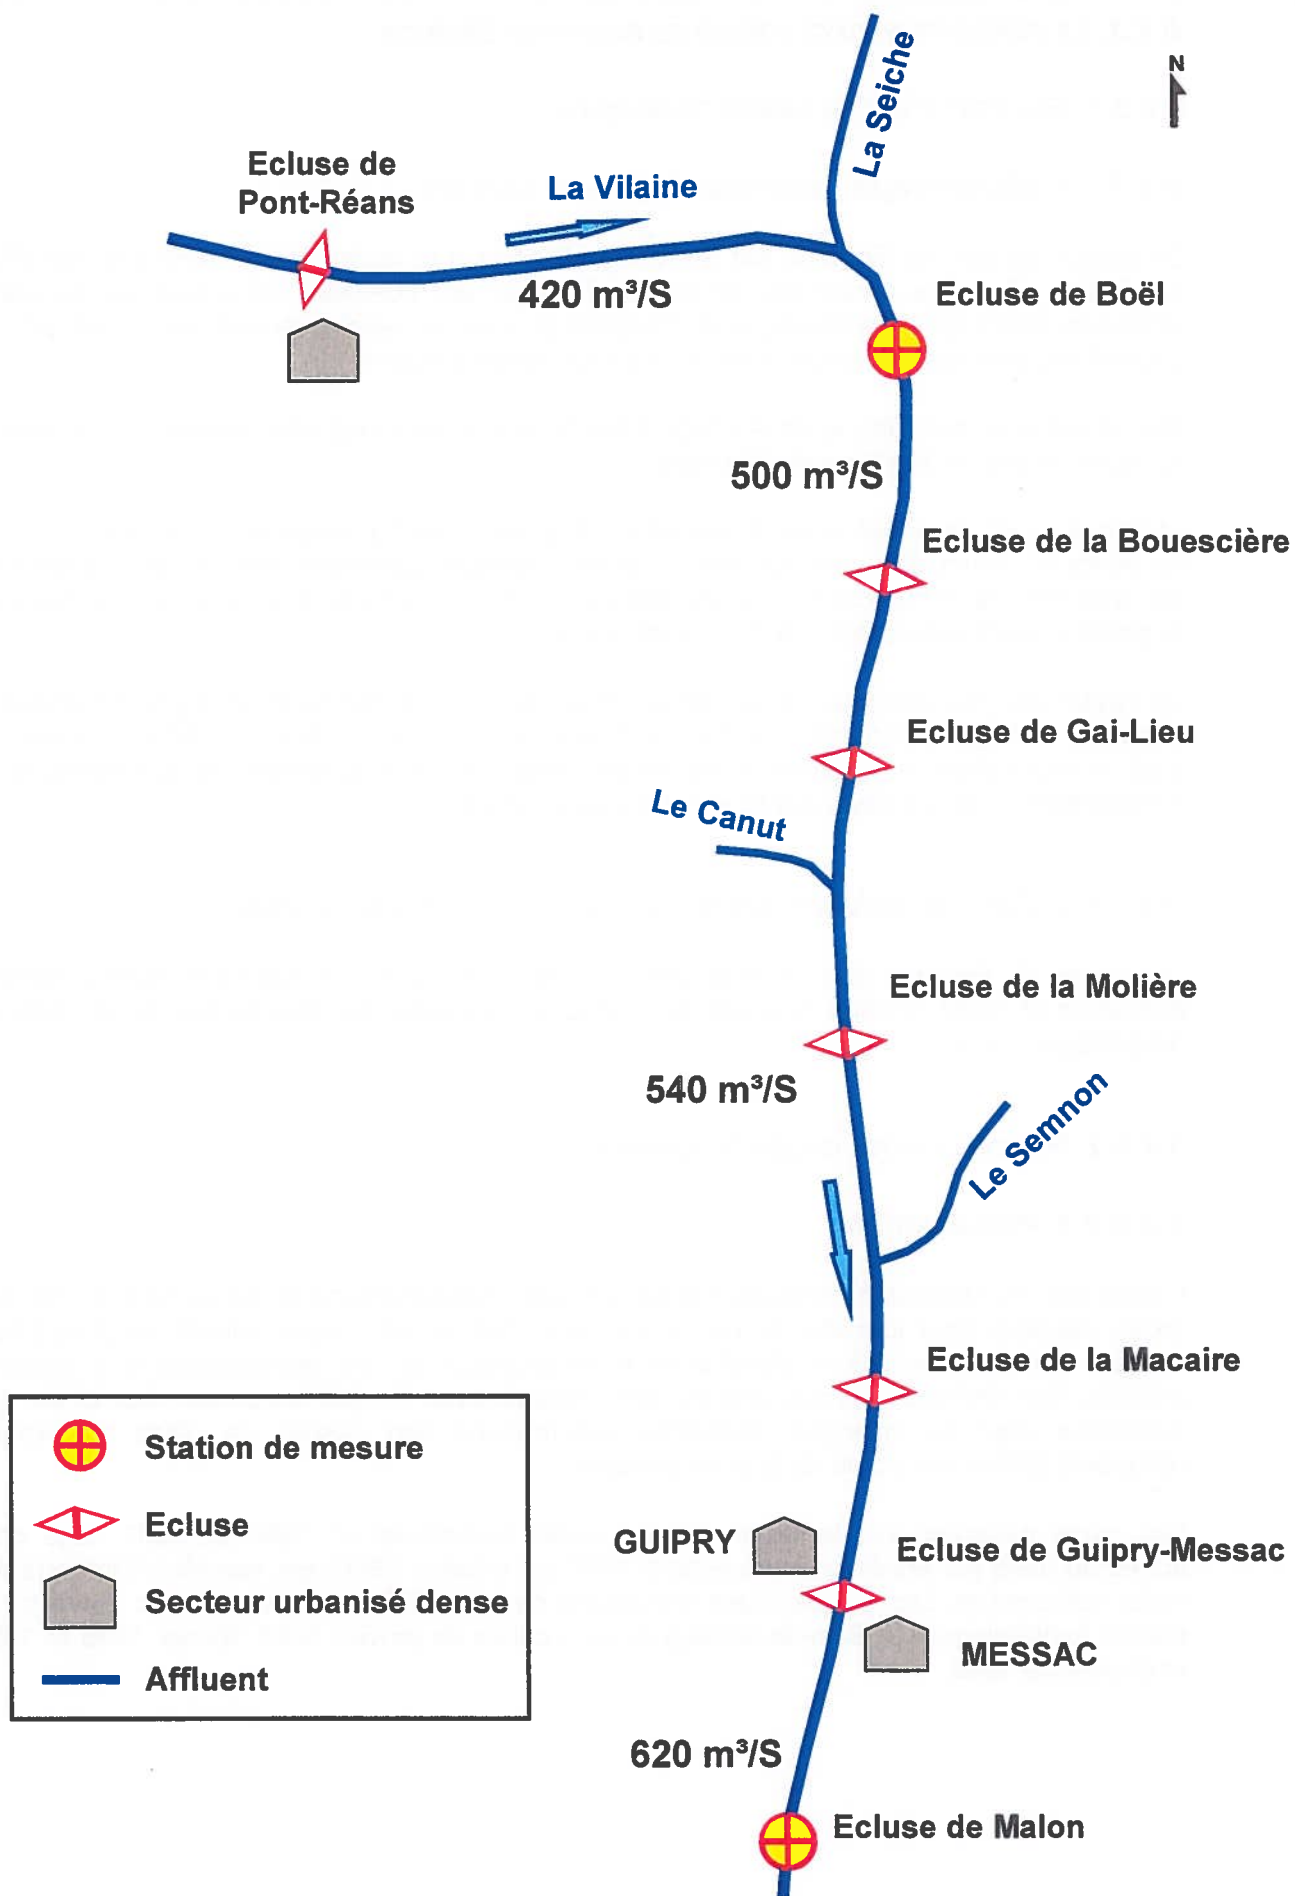 La Seiche
N
Ecluse de
Pont-Réans
La Vilaine
420 m³/S
Ecluse de Boël
500 m³/S
Ecluse de la Bouescière
Ecluse de Gai-Lieu
Le Canut
Ecluse de la Molière
540 m³/S
Le Semnon
Ecluse de la Macaire
Station de mesure
Ecluse
Secteur urbanisé dense
Affluent
GUIPRY
Ecluse de Guipry-Messac
MESSAC
620 m³/S
Ecluse de Malon